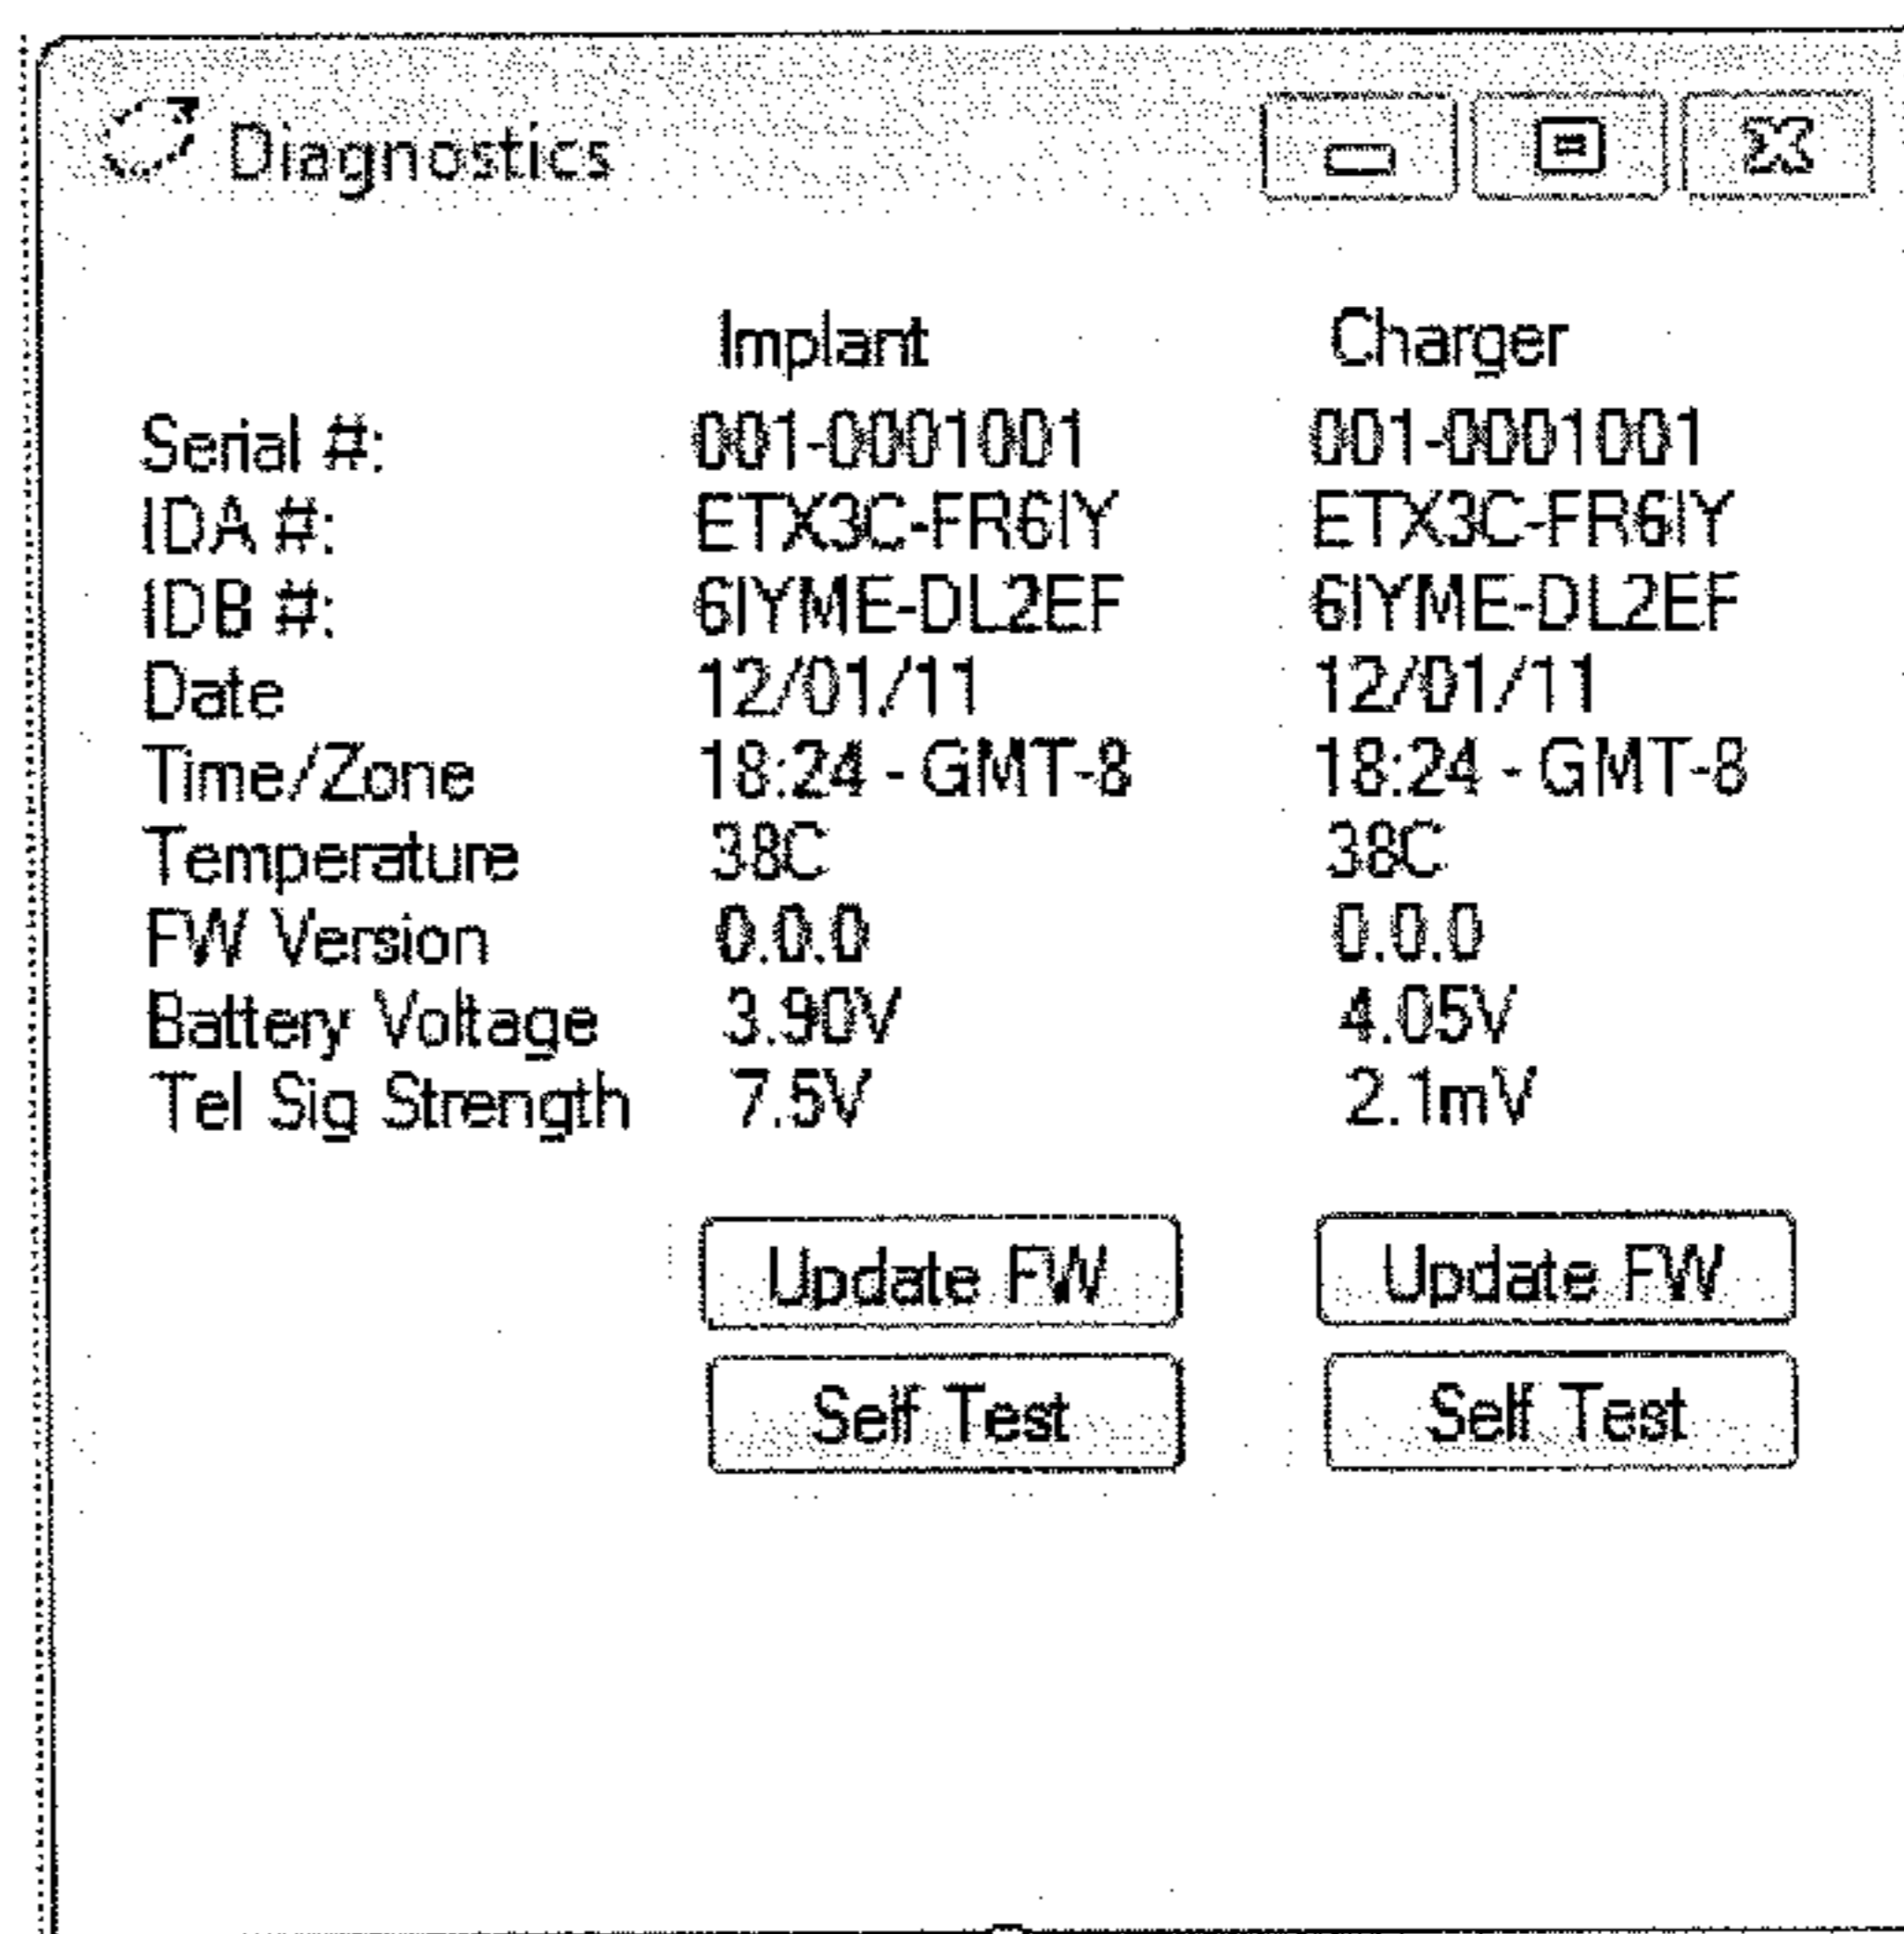 Diagnostics
Implant Charger
Serial #: 001-0001001 001-0001001
IDA #: ETX3C-FR6IY ETX3C-FR6IY
IDB #: 6IYME-DL2EF 6IYME-DL2EF
Date 12/01/11 12/01/11
Time/Zone 18:24 - GMT-8 18:24 - GMT-8
Temperature 38C 38C
FW Version 0.0.0 0.0.0
Battery Voltage 3.90V 4.05V
Tel Sig Strength 7.5V 2.1mV
Update FW Update FW
Self Test Self Test